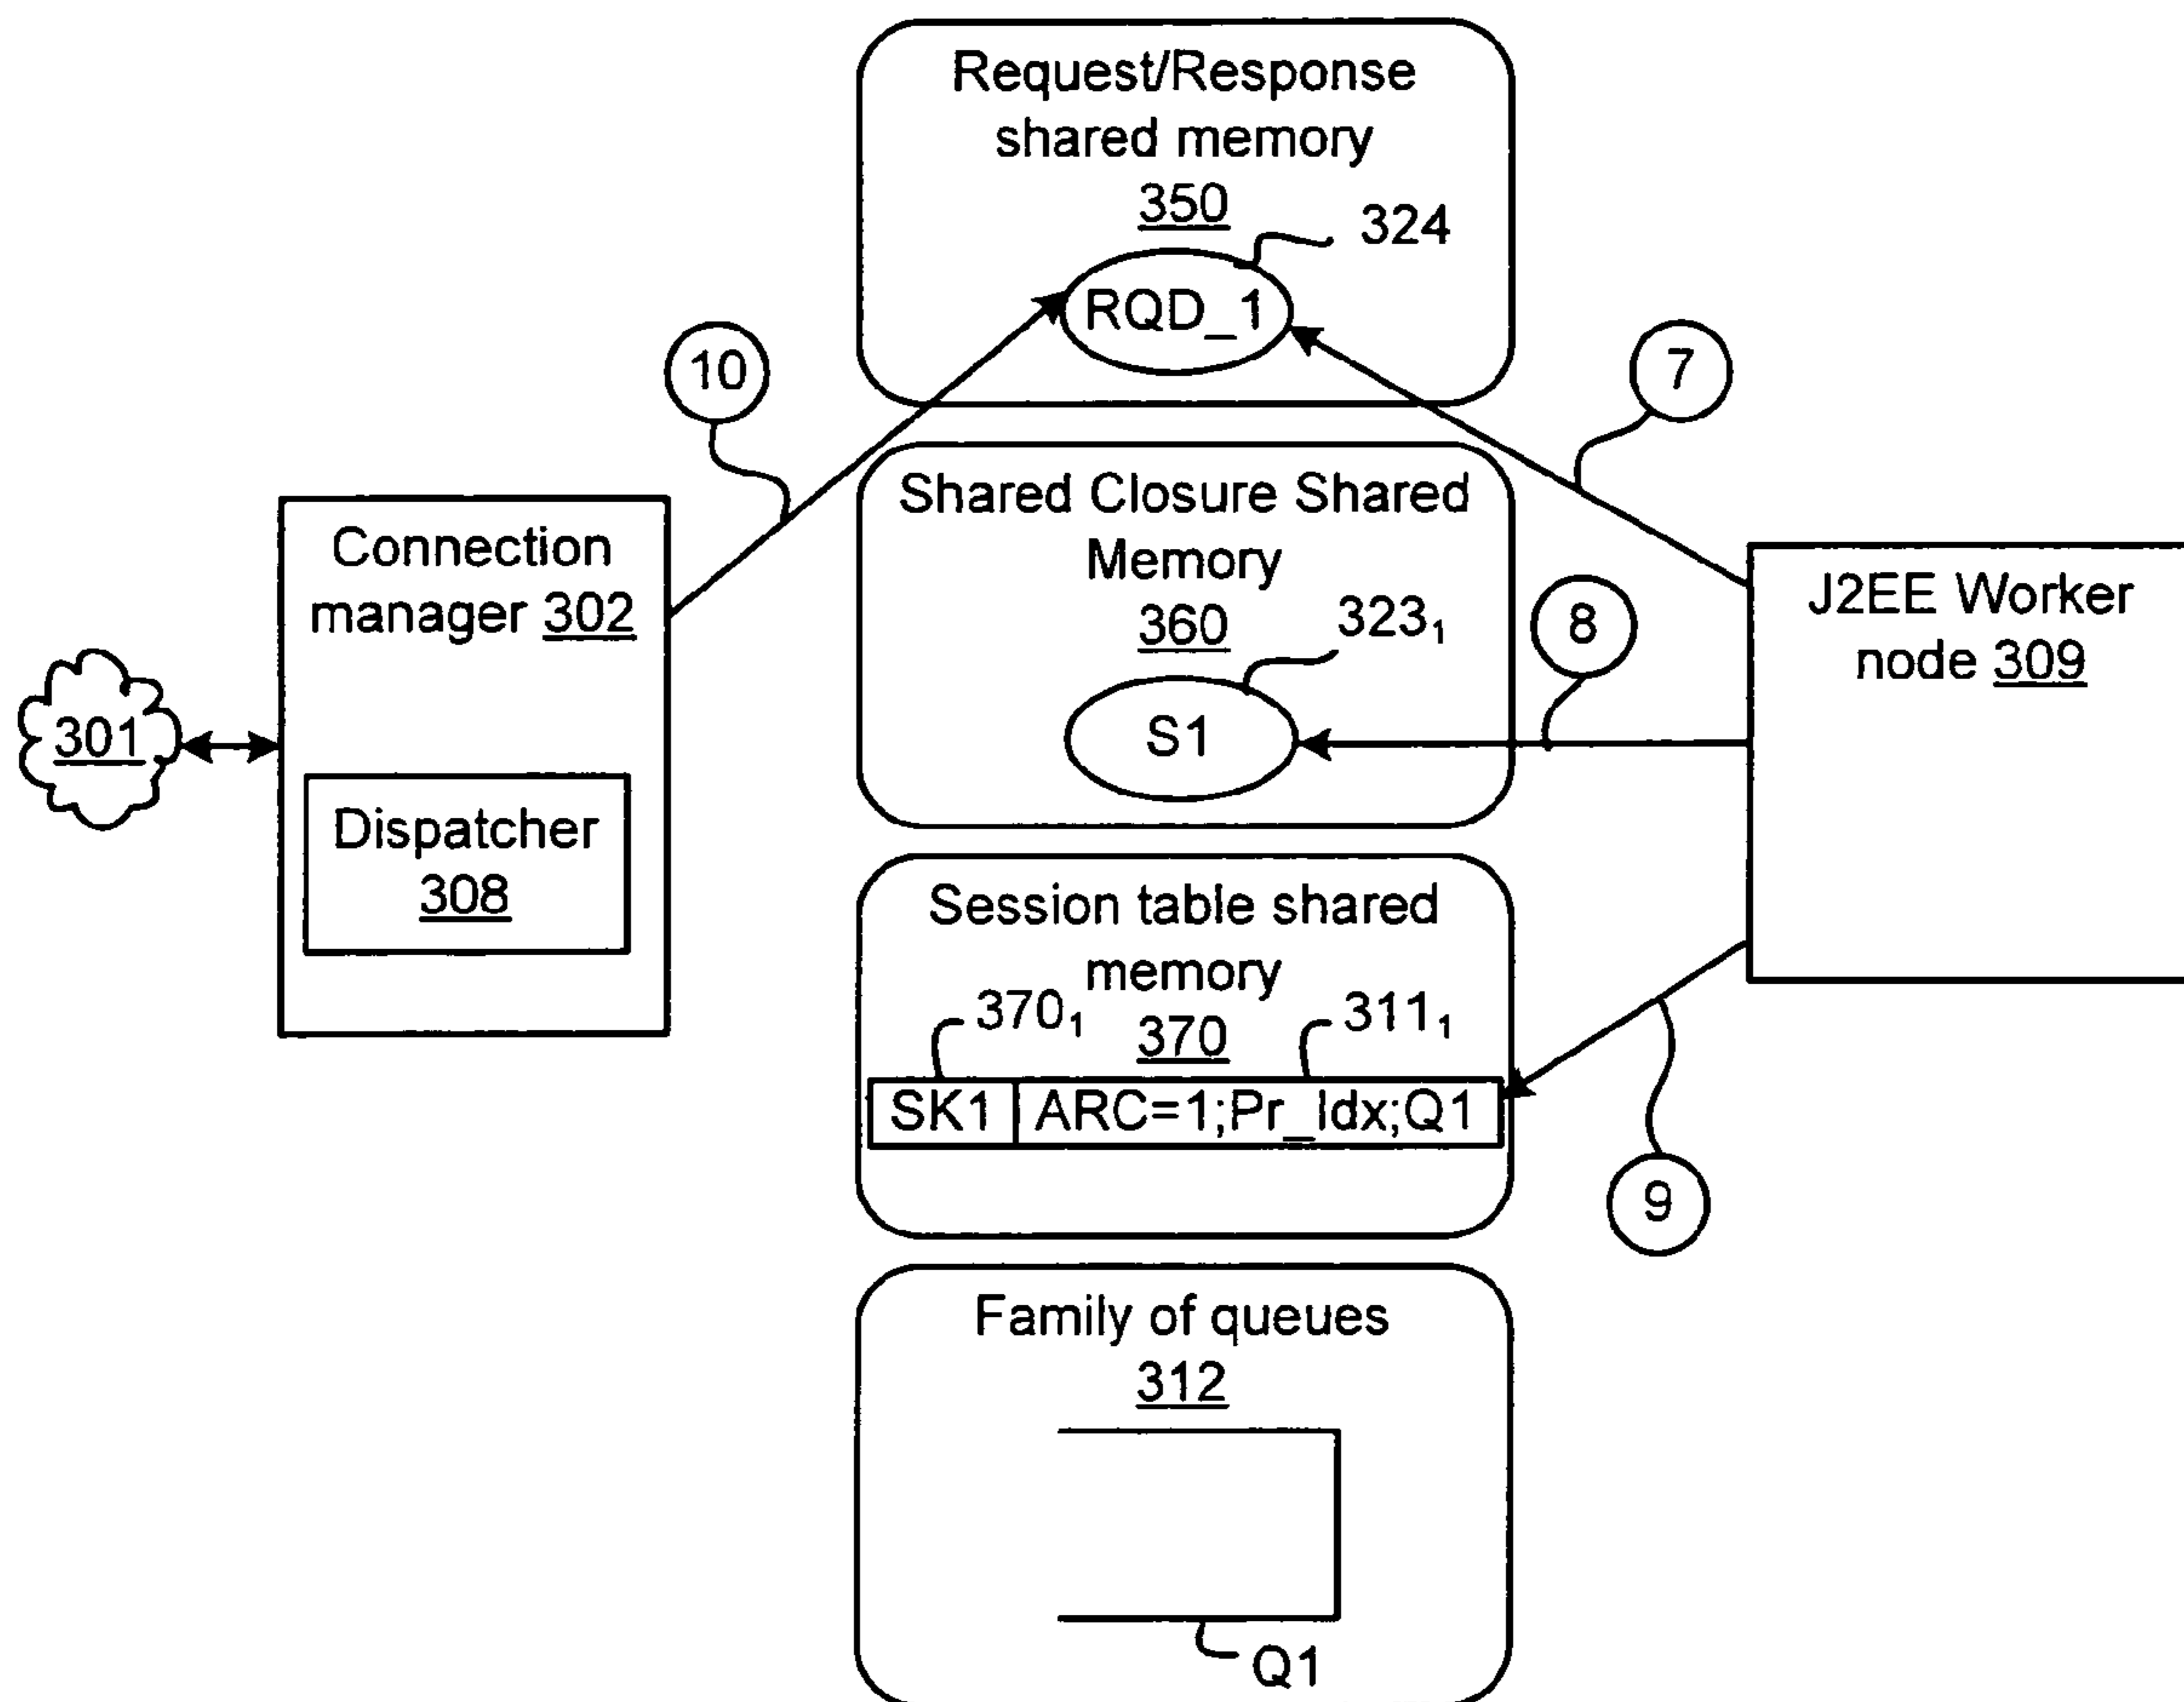 Request/Response
shared memory
350
324
RQD_1
10
7
Connection
manager 302
301
Dispatcher
308
Shared Closure Shared
Memory
360
323₁
S1
8
J2EE Worker
node 309
Session table shared
memory
370₁
370
311₁
SK1
ARC=1;Pr_Idx;Q1
9
Family of queues
312
Q1